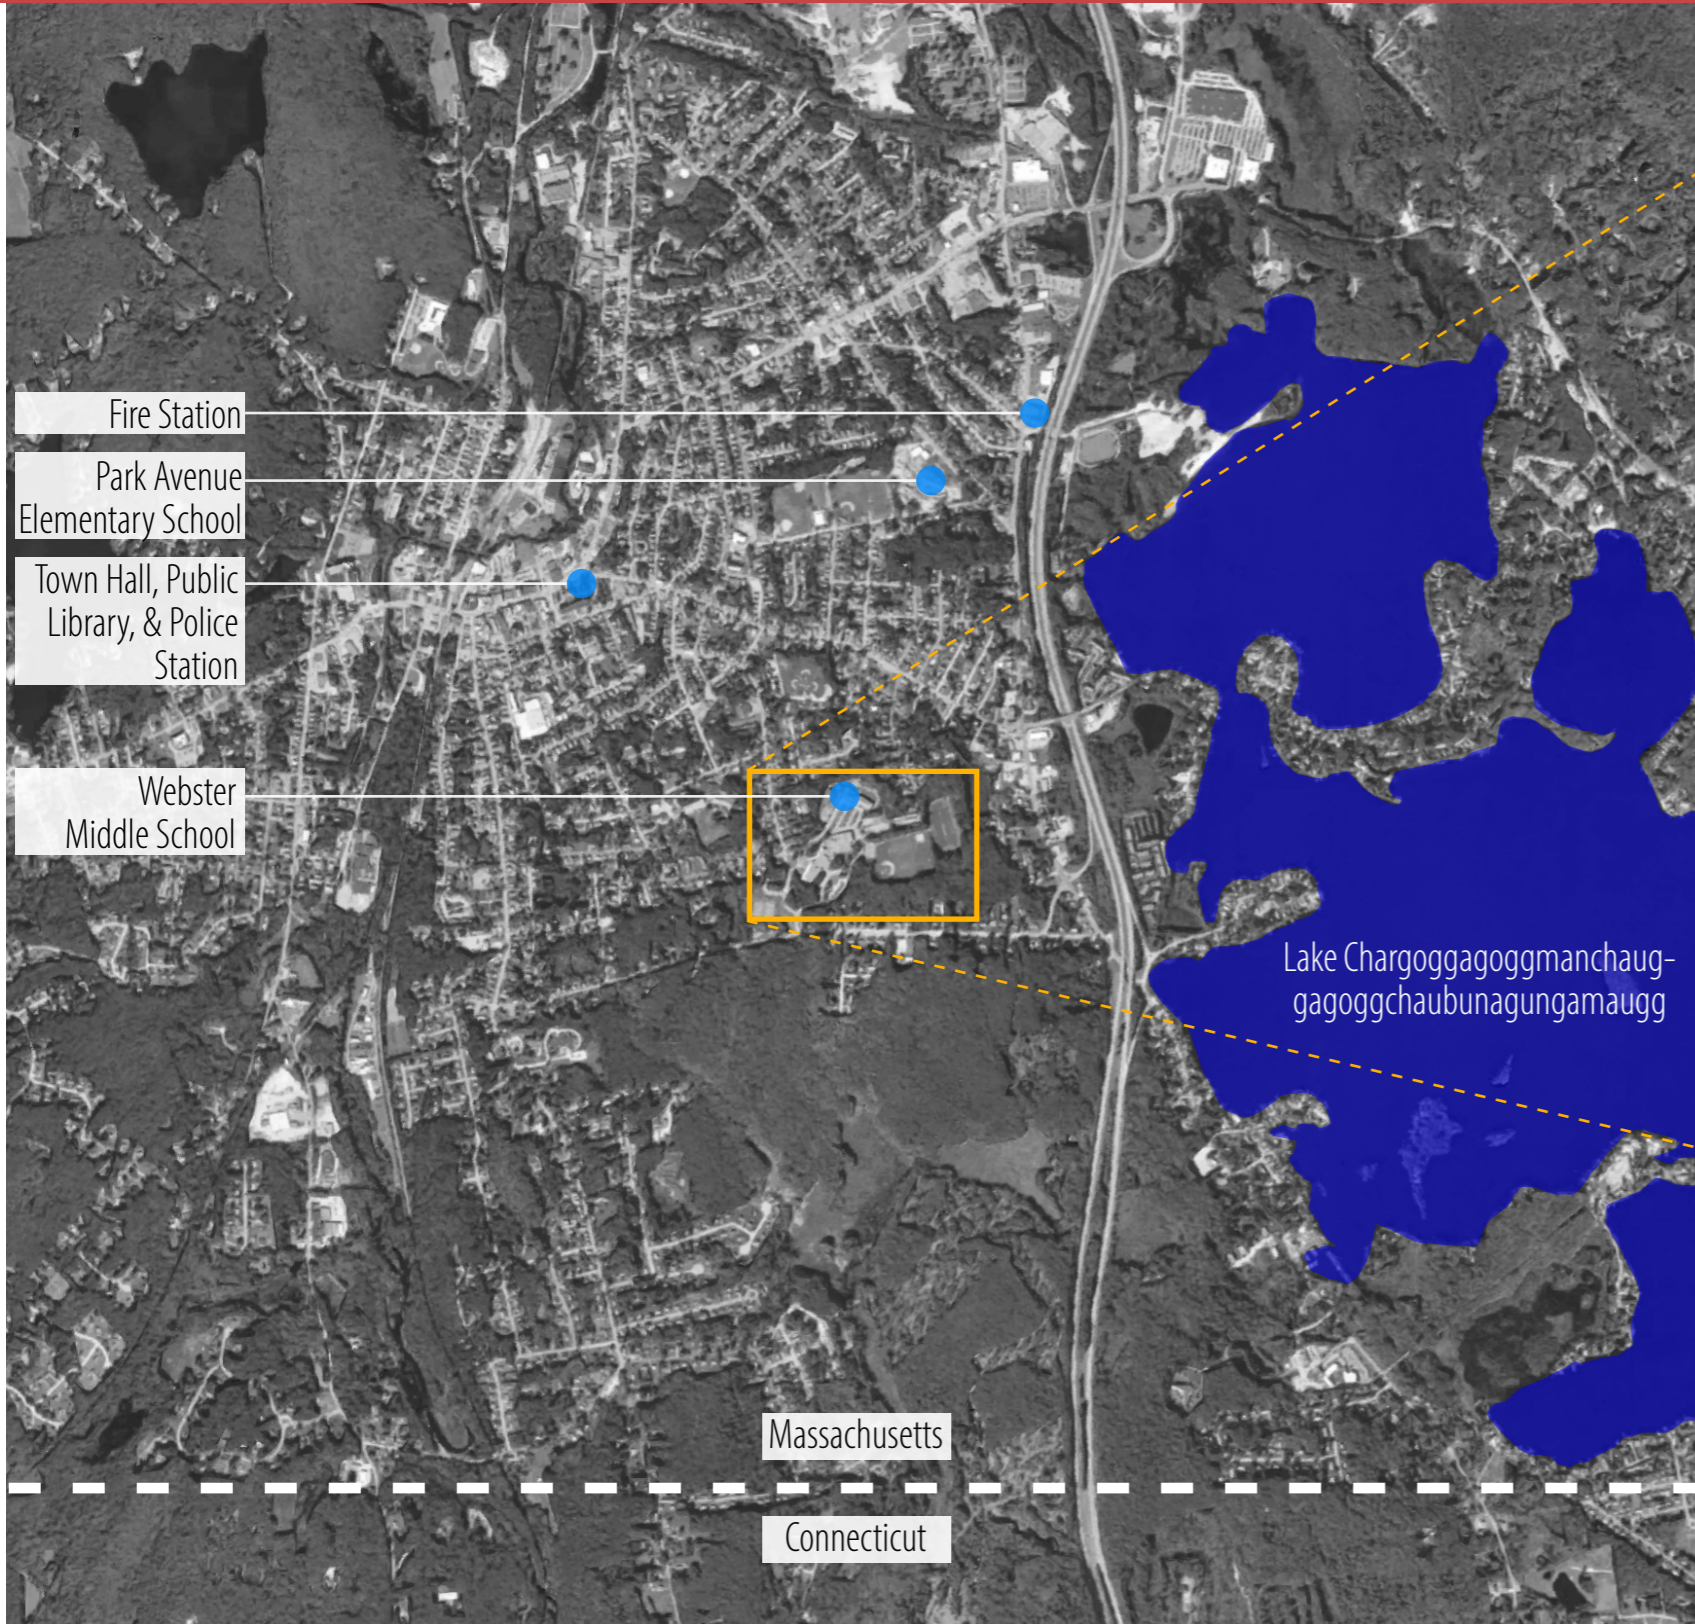 Fire Station
Park Avenue
Elementary School
Town Hall, Public
Library, & Police
Station
Webster
Middle School
Lake Chargoggagoggmanchaug-
gagoggchaubunagungamaugg
Massachusetts
Connecticut